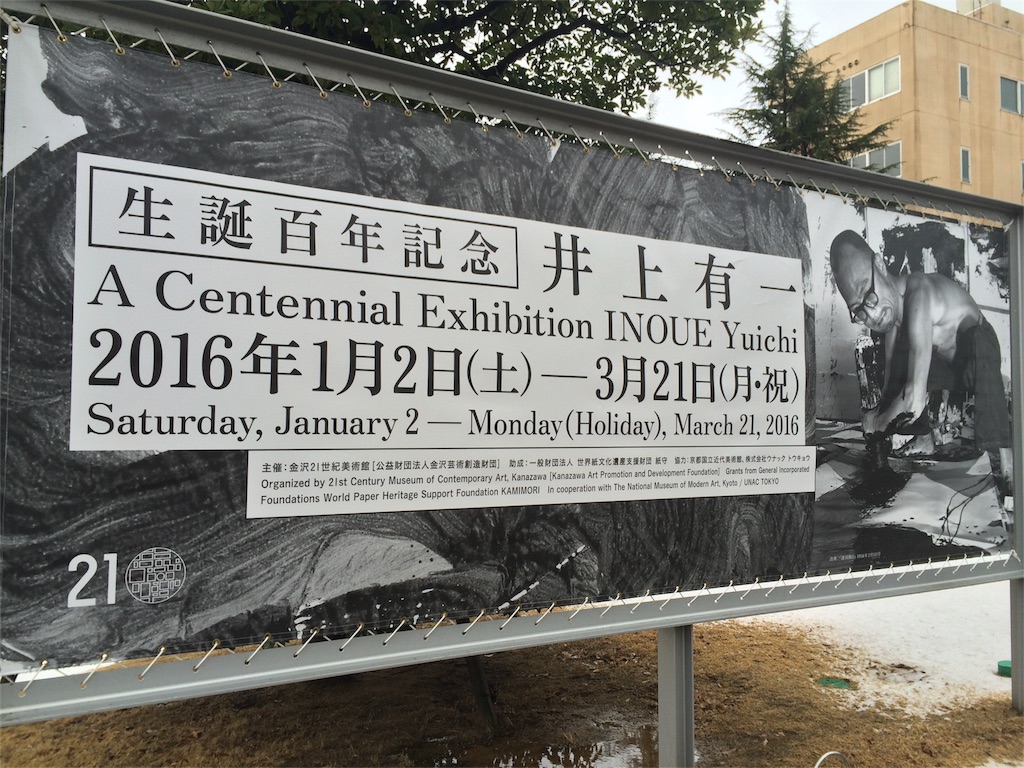 生誕百年記念 井上有一
A Centennial Exhibition INOUE Yuichi
2016年1月2日(土)—3月21日(月・祝)
Saturday, January 2 — Monday (Holiday), March 21, 2016
主催:金沢21世紀美術館[公益財団法人金沢芸術創造財団] 助成:一般財団法人 世界紙文化遺産支援財団 紙守 協力:京都国立近代美術館, 株式会社ウナック トウキョウ
Organized by 21st Century Museum of Contemporary Art, Kanazawa [Kanazawa Art Promotion and Development Foundation] Grants from General Incorporated
Foundations World Paper Heritage Support Foundation KAMIMORI In cooperation with The National Museum of Modern Art, Kyoto / UNAC TOKYO
21